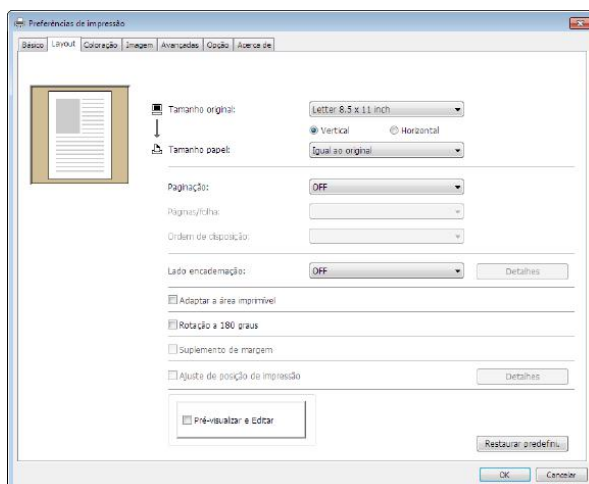 Preferências de impressão
Básico Layout Coloração Imagem Avançadas Opção Acerca de
Tamanho original: Letter 8.5 x 11 inch
Vertical Horizontal
Tamanho papel: Igual ao original
Paginação: OFF
Páginas/folha:
Ordem de disposição:
Lado encadernação: OFF Detalhes
Adaptar a área imprimível
Rotação a 180 graus
Suplemento de margem
Ajuste de posição de impressão Detalhes
Pré-visualizar e Editar
Restaurar predefini...
OK Cancelar